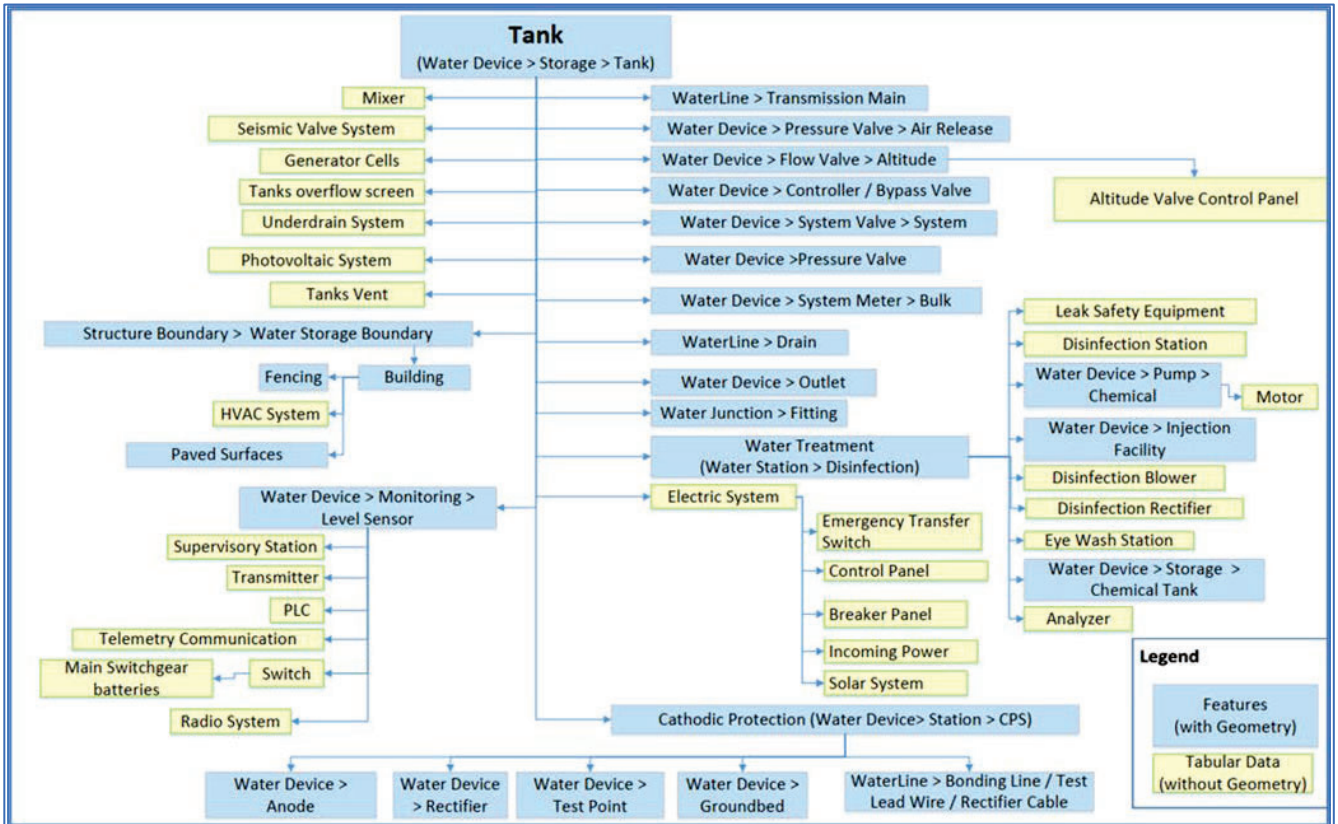 Tank
(Water Device > Storage > Tank)
Mixer
WaterLine > Transmission Main
Seismic Valve System
Water Device > Pressure Valve > Air Release
Generator Cells
Water Device > Flow Valve > Altitude
Altitude Valve Control Panel
Tanks overflow screen
Water Device > Controller / Bypass Valve
Underdrain System
Water Device > System Valve > System
Photovoltaic System
Water Device >Pressure Valve
Tanks Vent
Water Device > System Meter > Bulk
Structure Boundary > Water Storage Boundary
WaterLine > Drain
Fencing
Building
Water Device > Outlet
HVAC System
Water Junction > Fitting
Paved Surfaces
Water Treatment
(Water Station > Disinfection)
Leak Safety Equipment
Disinfection Station
Water Device > Pump >
Chemical
Motor
Water Device > Injection
Facility
Disinfection Blower
Disinfection Rectifier
Eye Wash Station
Water Device > Storage >
Chemical Tank
Analyzer
Water Device > Monitoring >
Level Sensor
Supervisory Station
Transmitter
PLC
Telemetry Communication
Main Switchgear
batteries
Switch
Radio System
Electric System
Emergency Transfer
Switch
Control Panel
Breaker Panel
Incoming Power
Solar System
Cathodic Protection (Water Device> Station > CPS)
Water Device >
Anode
Water Device
> Rectifier
Water Device >
Test Point
Water Device >
Groundbed
WaterLine > Bonding Line / Test
Lead Wire / Rectifier Cable
Legend
Features
(with Geometry)
Tabular Data
(without Geometry)